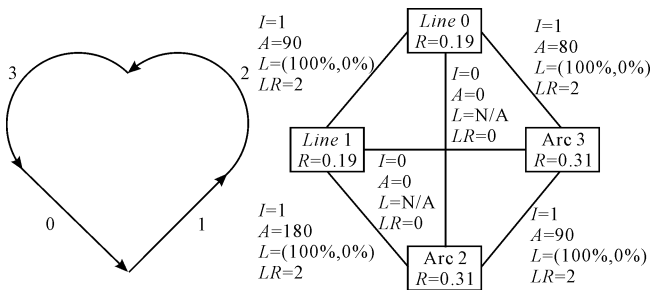 3
2
0
1
I=1
A=90
L=(100%,0%)
LR=2
Line 0
R=0.19
I=1
A=80
L=(100%,0%)
LR=2
I=0
A=0
L=N/A
LR=0
Line 1
R=0.19
Arc 3
R=0.31
I=0
A=0
L=N/A
LR=0
I=1
A=180
L=(100%,0%)
LR=2
Arc 2
R=0.31
I=1
A=90
L=(100%,0%)
LR=2